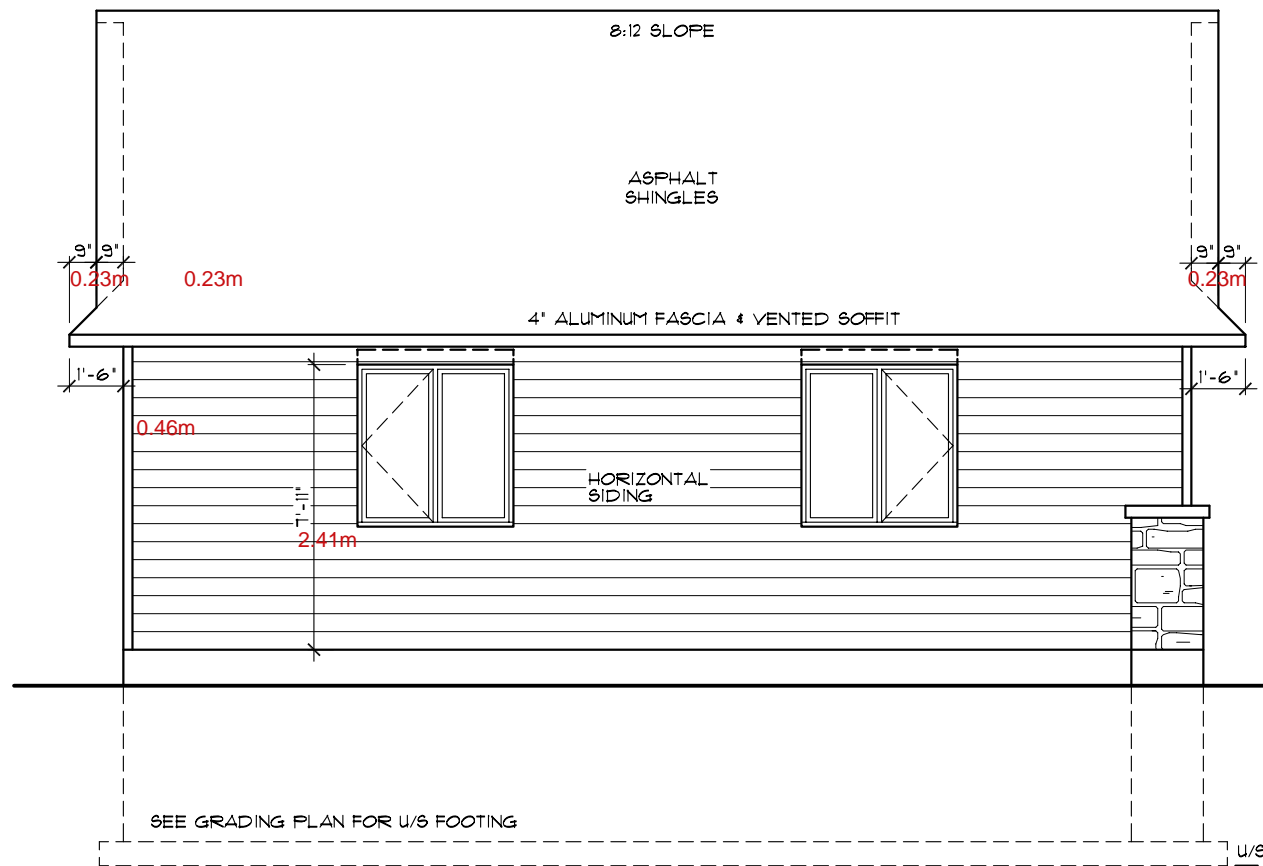 8:12 SLOPE
ASPHALT
SHINGLES
9" 9"
9" 9"
0.23m
0.23m
0.23m
4" ALUMINUM FASCIA & VENTED SOFFIT
1'-6"
1'-6"
0.46m
HORIZONTAL
SIDING
7'-11"
2.41m
SEE GRADING PLAN FOR U/S FOOTING
U/S